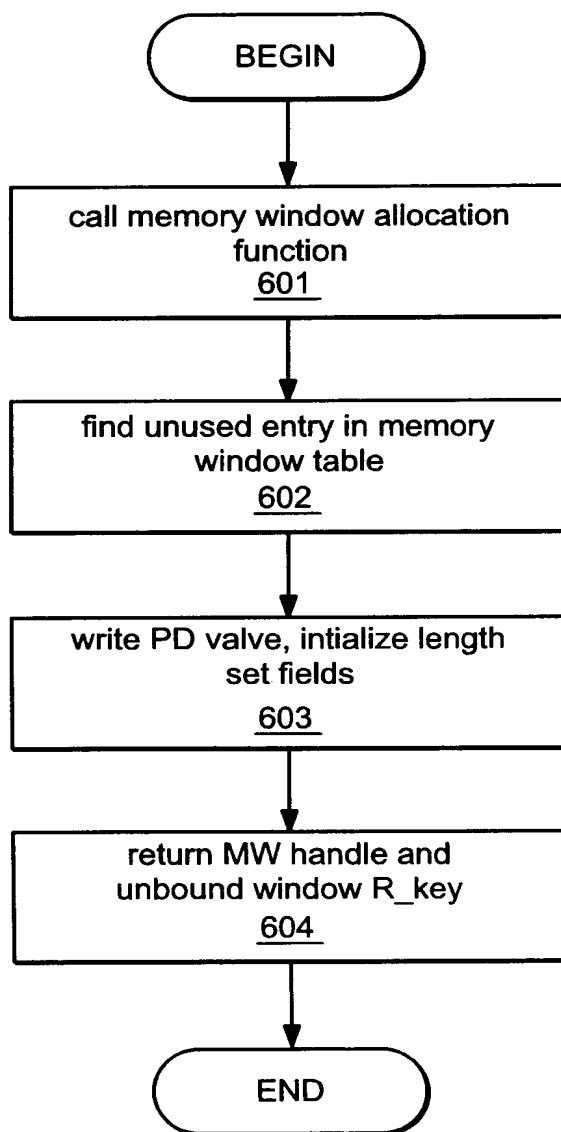 BEGIN
call memory window allocation
function
601
find unused entry in memory
window table
602
write PD valve, intialize length
set fields
603
return MW handle and
unbound window R_key
604
END